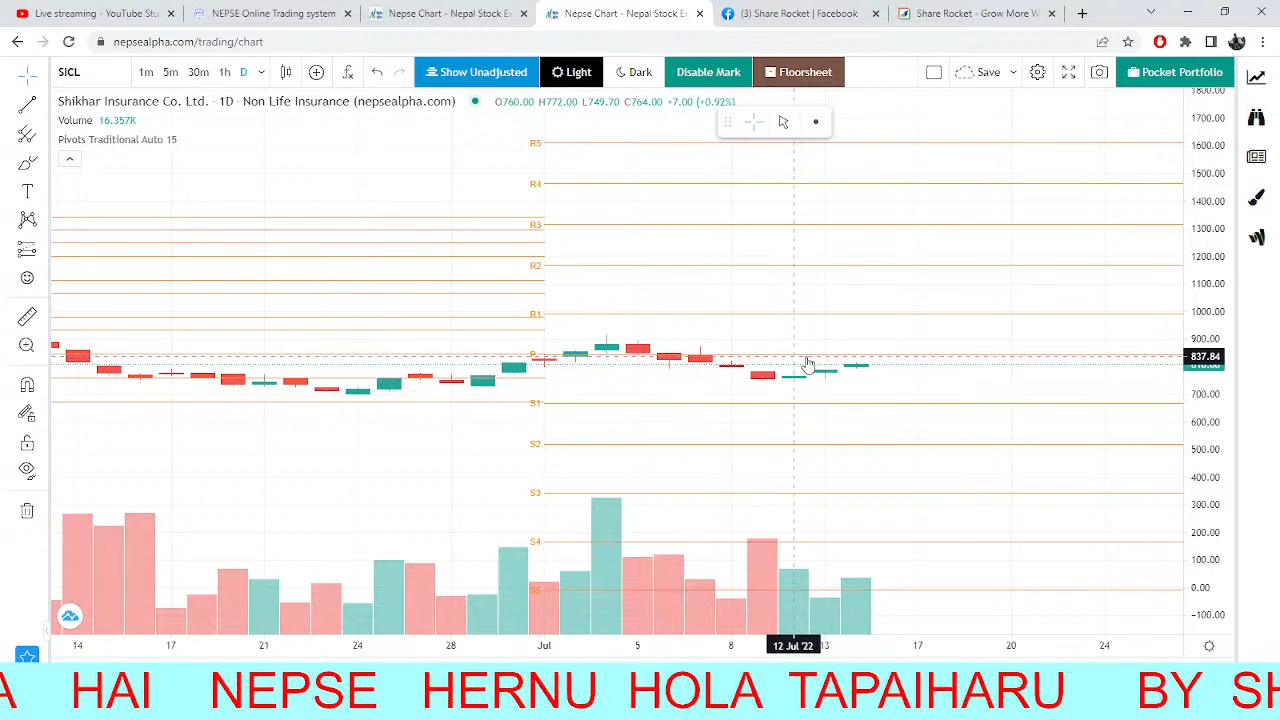 Live streaming - YouTube Stu
NEPSE Online Trading system
Nepse Chart - Nepal Stock Ex
Nepse Chart - Nepal Stock Ex
(3) Share Rocket | Facebook
Share Rocket - Grow More W
nepsealpha.com/trading/chart
SICL 1m 5m 30m 1h D Show Unadjusted Light Dark Disable Mark Floorsheet Save Pocket Portfolio
Shikhar Insurance Co. Ltd. · 1D · Non Life Insurance (nepsealpha.com) O760.00 H772.00 L749.70 C764.00 +7.00 (+0.92%)
Volume 16.357K
Pivots Traditional Auto 15
R5
R4
R3
R2
R1
P
S1
S2
S3
S4
S5
1800.00
1700.00
1600.00
1500.00
1400.00
1300.00
1200.00
1100.00
1000.00
900.00
837.84
700.00
600.00
500.00
400.00
300.00
200.00
100.00
0.00
−100.00
14 17 21 24 28 Jul 5 8 12 Jul '22 13 17 20 24
A HAI NEPSE HERNU HOLA TAPAIHARU BY SH